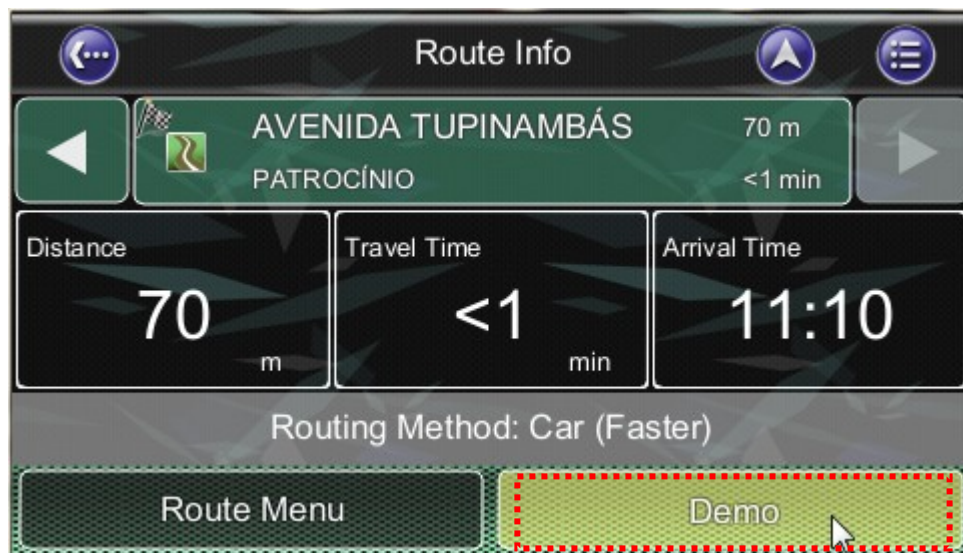 Route Info
AVENIDA TUPINAMBÁS 70 m
PATROCÍNIO <1 min
Distance Travel Time Arrival Time
70 m <1 min 11:10
Routing Method: Car (Faster)
Route Menu Demo